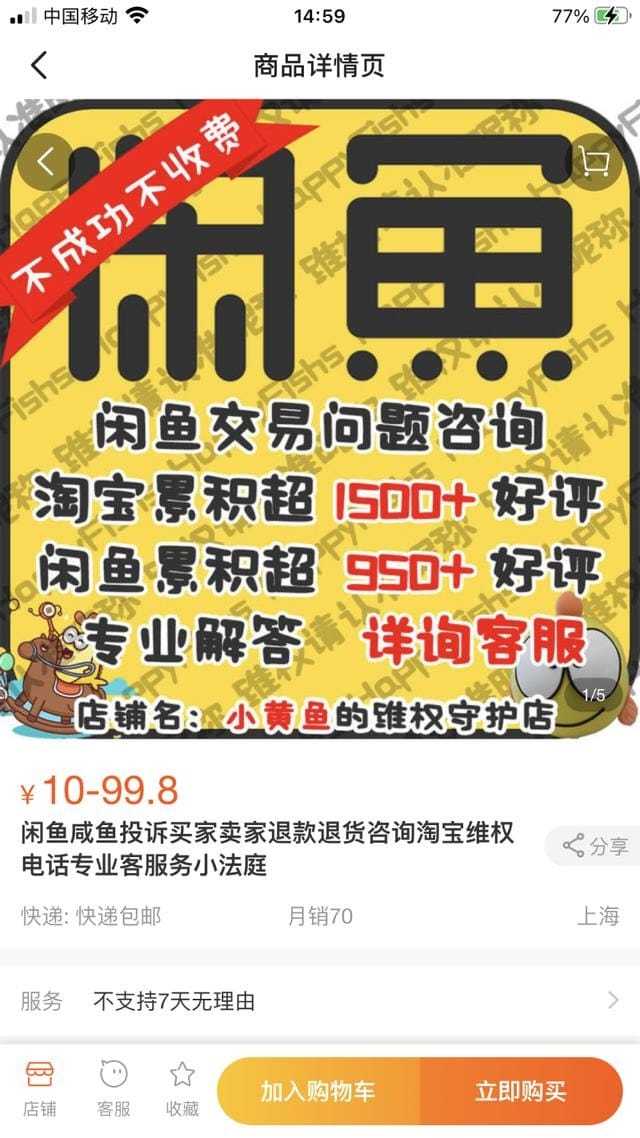 中国移动
14:59
77%
商品详情页
不成功不收费
闲鱼
闲鱼交易问题咨询
淘宝累积超 1500+ 好评
闲鱼累积超 950+ 好评
专业解答 详询客服
1/5
店铺名：小黄鱼的维权守护店
¥10-99.8
闲鱼咸鱼投诉买家卖家退款退货咨询淘宝维权
电话专业客服务小法庭
分享
快递: 快递包邮 月销70 上海
服务 不支持7天无理由
店铺 客服 收藏 加入购物车 立即购买